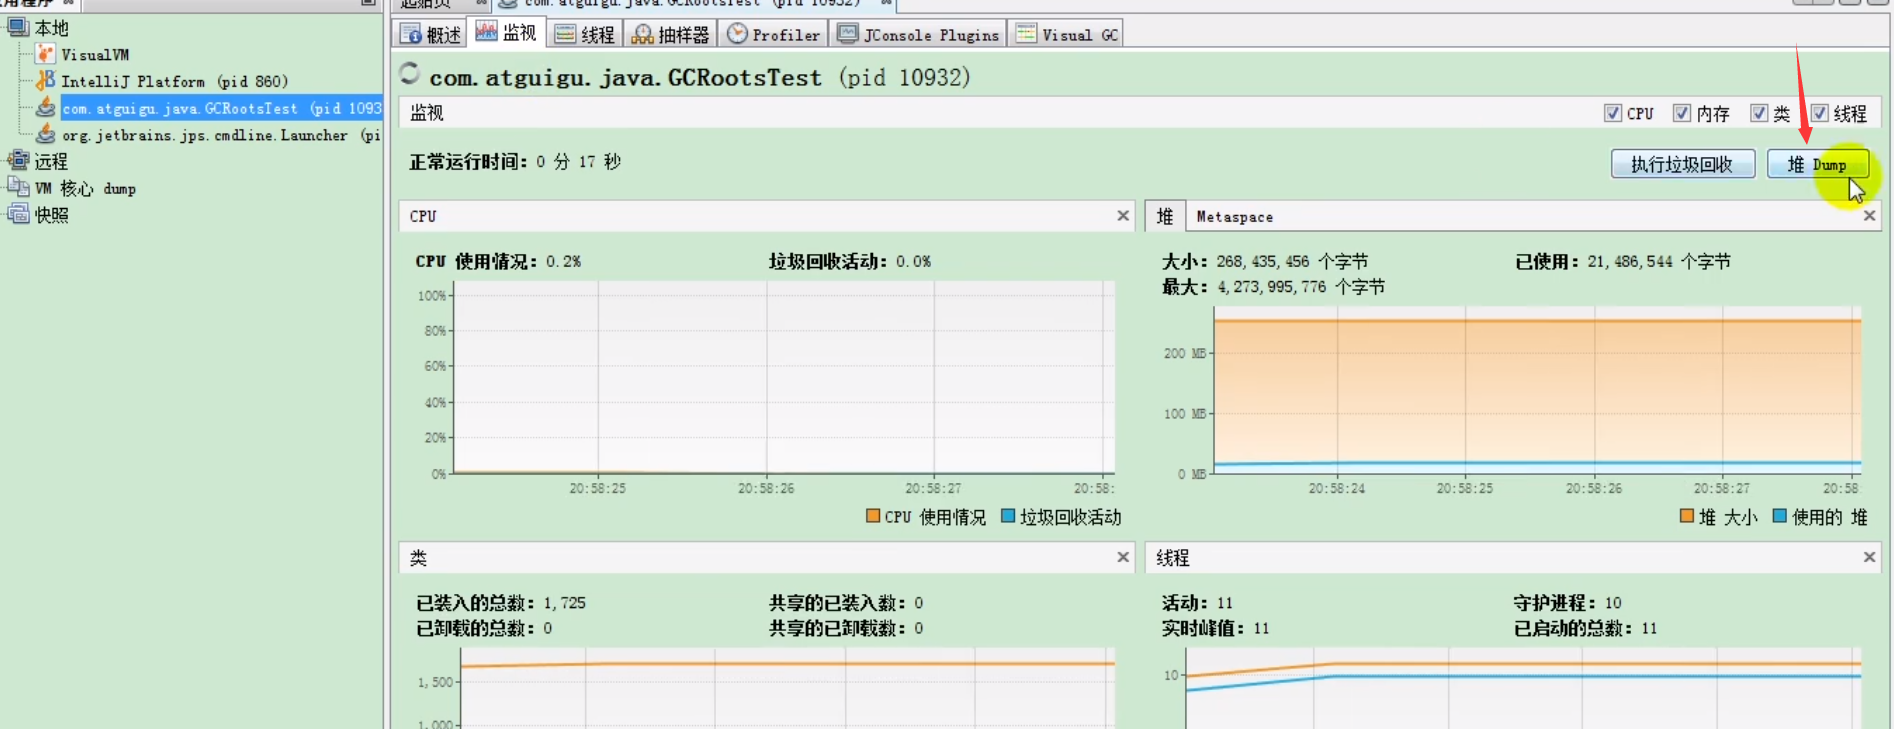 本地
VisualVM
IntelliJ Platform (pid 860)
com.atguigu.java.GCRootsTest (pid 1093
org.jetbrains.jps.cmdline.Launcher (pi
远程
VM 核心 dump
快照
com.atguigu.java.GCRootsTest (pid 10932)
概述 监视 线程 抽样器 Profiler JConsole Plugins Visual GC
com.atguigu.java.GCRootsTest (pid 10932)
监视 CPU 内存 类 线程
正常运行时间: 0 分 17 秒 执行垃圾回收 堆 Dump
CPU
CPU 使用情况: 0.2% 垃圾回收活动: 0.0%
100%
80%
60%
40%
20%
0%
20:58:25 20:58:26 20:58:27 20:58:
CPU 使用情况 垃圾回收活动
堆 Metaspace
大小: 268,435,456 个字节 已使用: 21,486,544 个字节
最大: 4,273,995,776 个字节
200 MB
100 MB
0 MB
20:58:24 20:58:25 20:58:26 20:58:27 20:58
堆 大小 使用的 堆
类
已装入的总数: 1,725 共享的已装入数: 0
已卸载的总数: 0 共享的已卸载数: 0
1,500
1,000
线程
活动: 11 守护进程: 10
实时峰值: 11 已启动的总数: 11
10